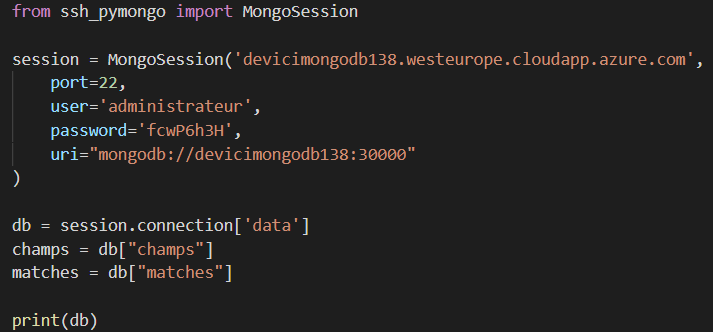 from ssh_pymongo import MongoSession
session = MongoSession('devicimongodb138.westeurope.cloudapp.azure.com',
port=22,
user='administrateur',
password='fcwP6h3H',
uri="mongodb://devicimongodb138:30000"
)
db = session.connection['data']
champs = db["champs"]
matches = db["matches"]
print(db)